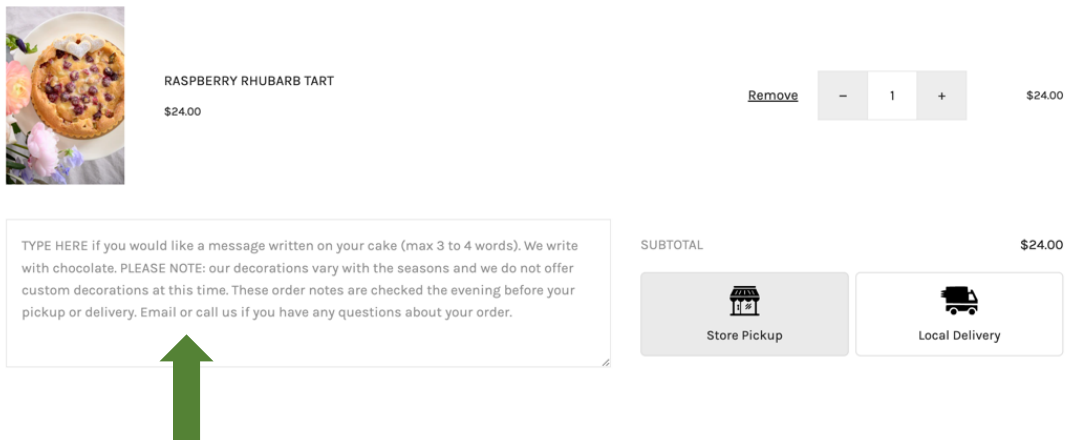 RASPBERRY RHUBARB TART
$24.00
Remove
−
1
+
$24.00
TYPE HERE if you would like a message written on your cake (max 3 to 4 words). We write
with chocolate. PLEASE NOTE: our decorations vary with the seasons and we do not offer
custom decorations at this time. These order notes are checked the evening before your
pickup or delivery. Email or call us if you have any questions about your order.
SUBTOTAL
$24.00
Store Pickup
Local Delivery